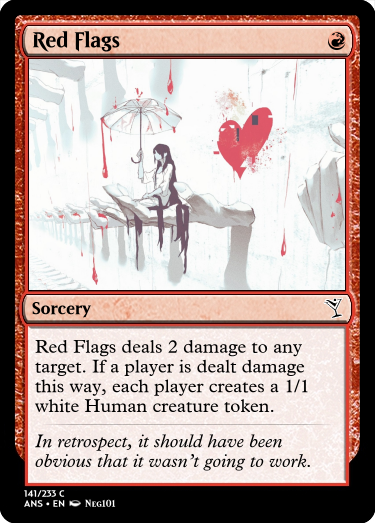 Red Flags
Sorcery
Red Flags deals 2 damage to any
target. If a player is dealt damage
this way, each player creates a 1/1
white Human creature token.
In retrospect, it should have been
obvious that it wasn't going to work.
141/233 C
ANS • EN Neg101